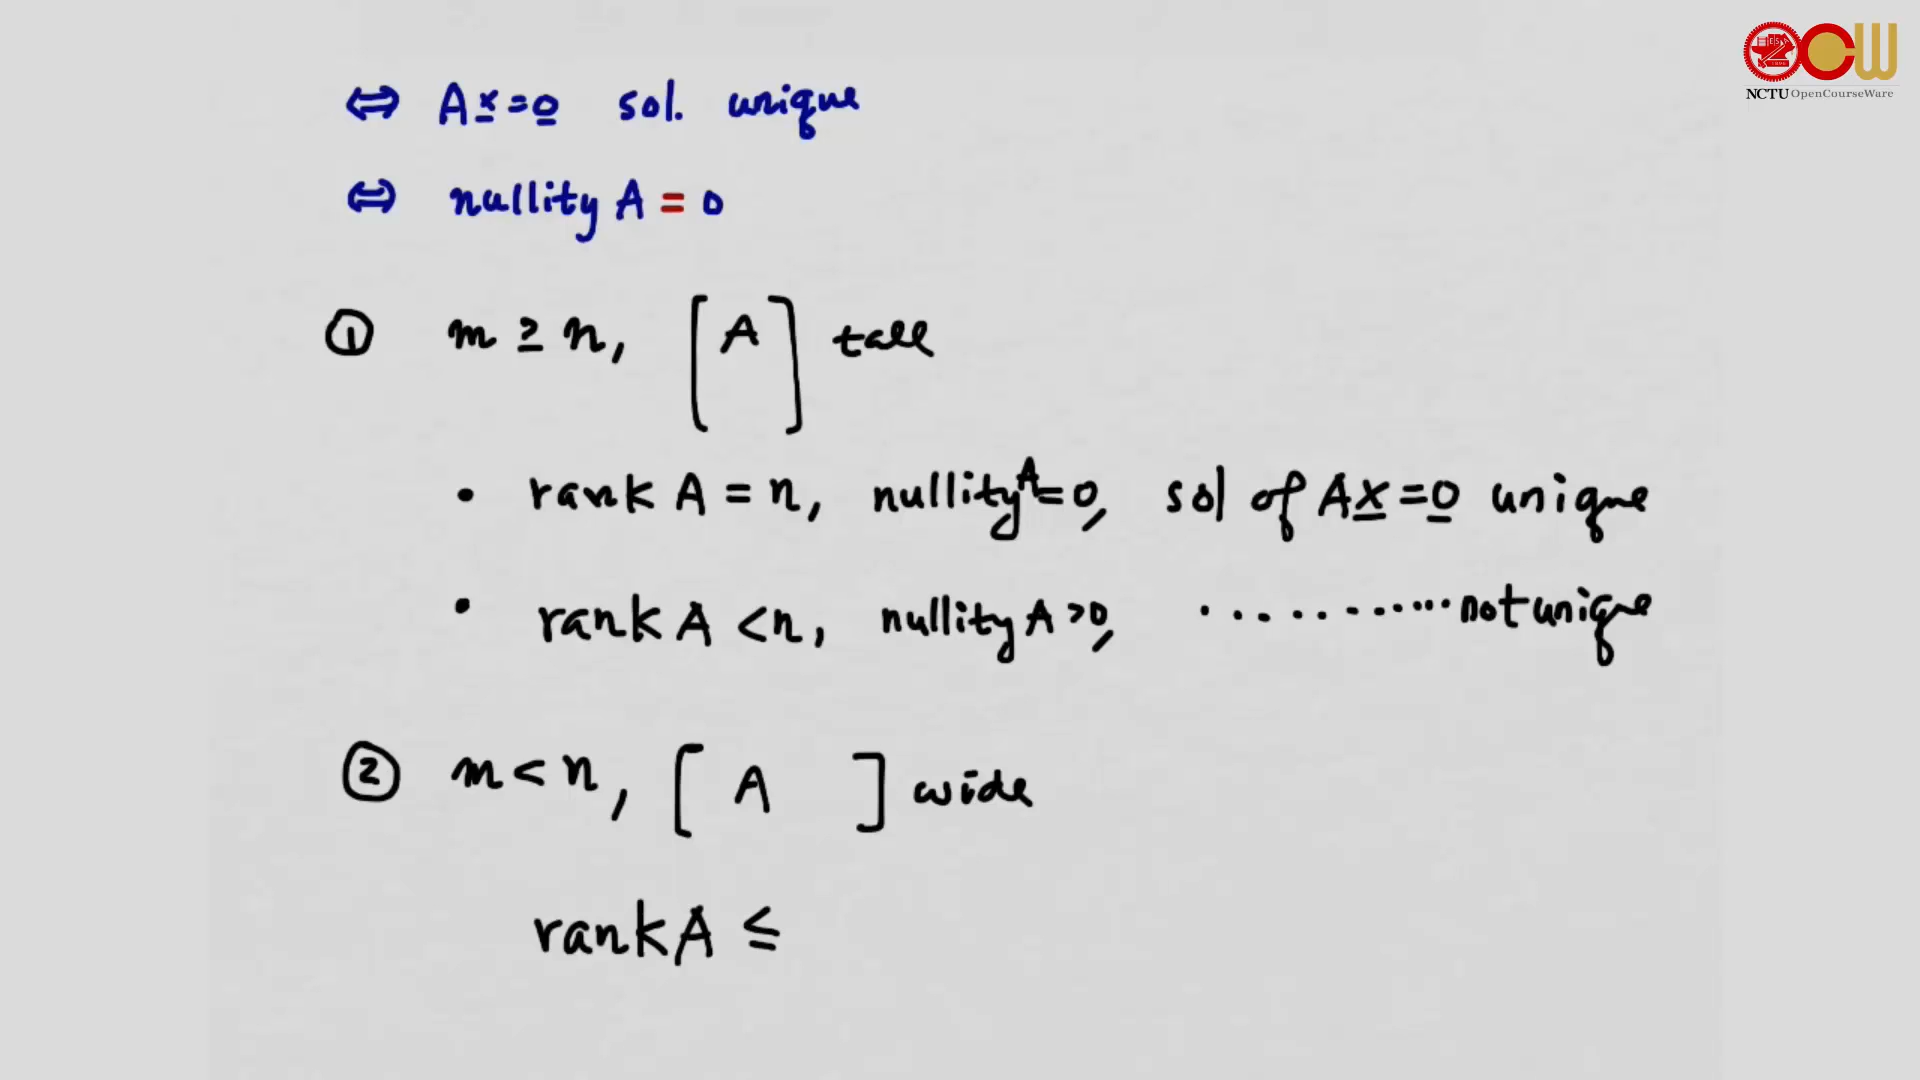 NCTU OpenCourseWare
⇔ Ax=0 sol. unique
⇔ nullity A = 0
① m ≥ n, [A] tall
• rank A = n, nullity A=0, sol of Ax=0 unique
• rank A < n, nullity A >0, ........... not unique
② m < n, [ A ] wide
rank A ≤